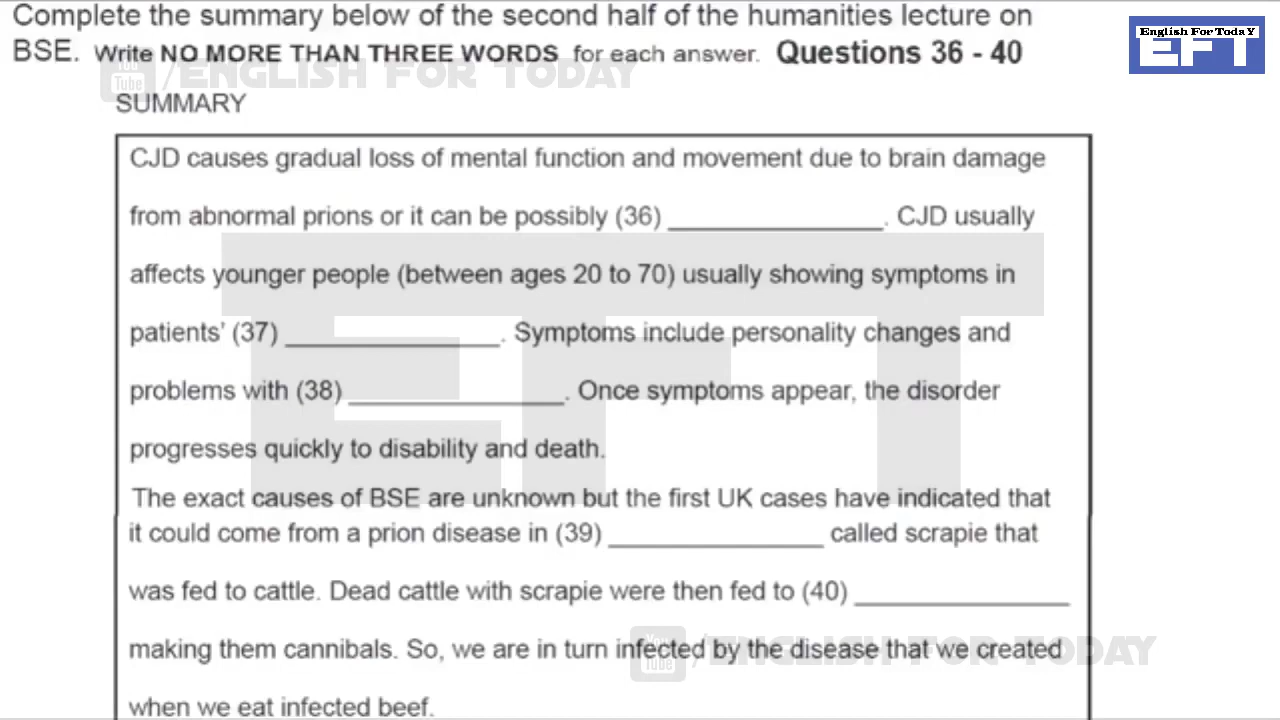 Complete the summary below of the second half of the humanities lecture on
BSE. Write NO MORE THAN THREE WORDS for each answer. Questions 36 - 40
English For TodaY
EFT
You Tube /ENGLISH FOR TODAY
SUMMARY
CJD causes gradual loss of mental function and movement due to brain damage
from abnormal prions or it can be possibly (36) _______________. CJD usually
affects younger people (between ages 20 to 70) usually showing symptoms in
patients' (37) _______________. Symptoms include personality changes and
problems with (38) _______________. Once symptoms appear, the disorder
progresses quickly to disability and death.
EFT
The exact causes of BSE are unknown but the first UK cases have indicated that
it could come from a prion disease in (39) _______________ called scrapie that
was fed to cattle. Dead cattle with scrapie were then fed to (40) _______________
making them cannibals. So, we are in turn infected by the disease that we created
You Tube /ENGLISH FOR TODAY
when we eat infected beef.